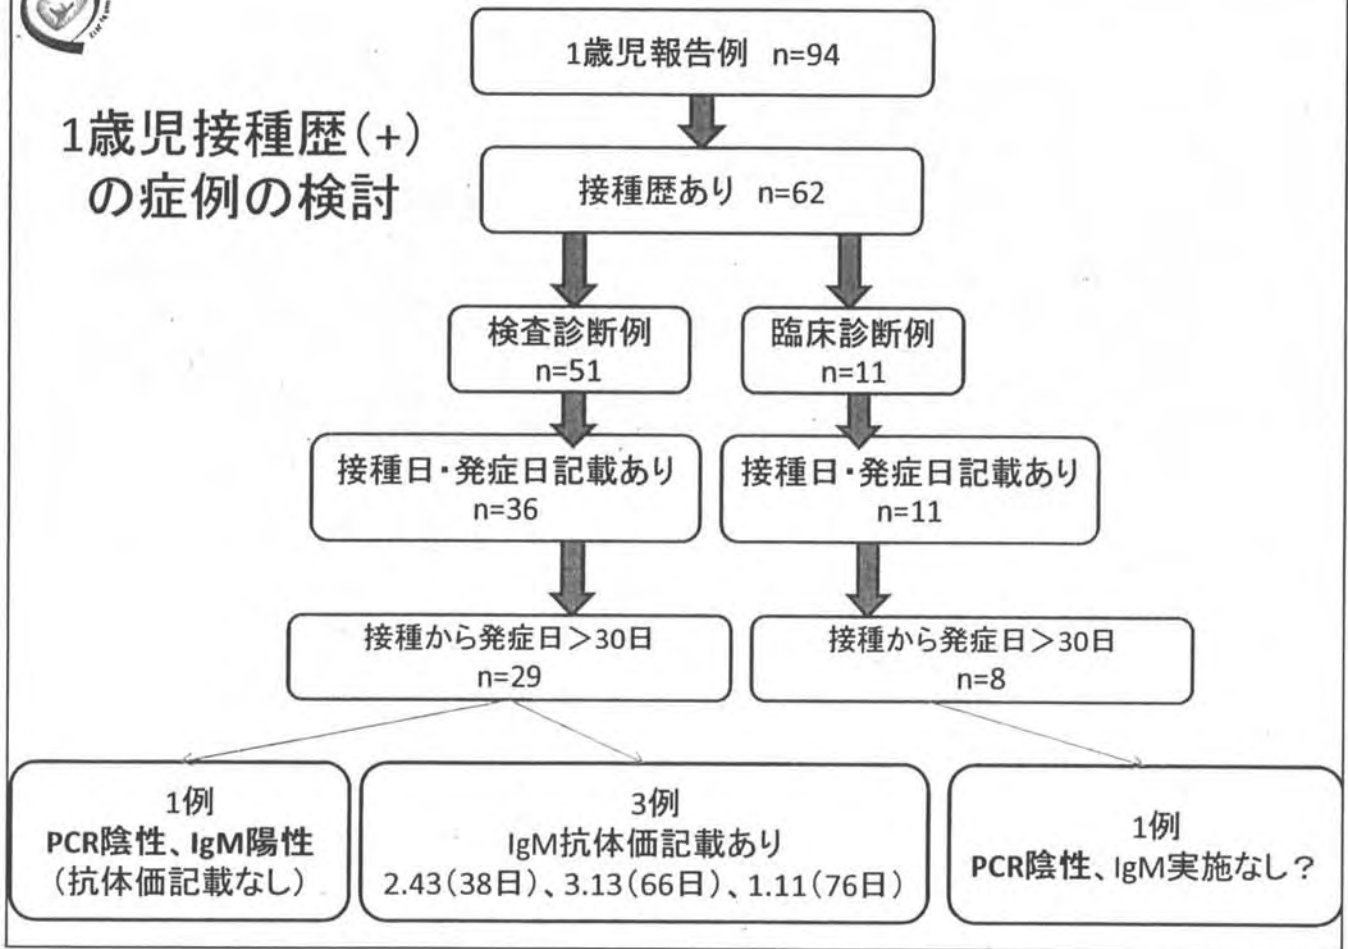 1歳児報告例 n=94
1歳児接種歴(+)
の症例の検討
接種歴あり n=62
検査診断例
n=51
臨床診断例
n=11
接種日・発症日記載あり
n=36
接種日・発症日記載あり
n=11
接種から発症日＞30日
n=29
接種から発症日＞30日
n=8
1例
PCR陰性、IgM陽性
（抗体価記載なし）
3例
IgM抗体価記載あり
2.43(38日)、3.13(66日)、1.11(76日)
1例
PCR陰性、IgM実施なし？